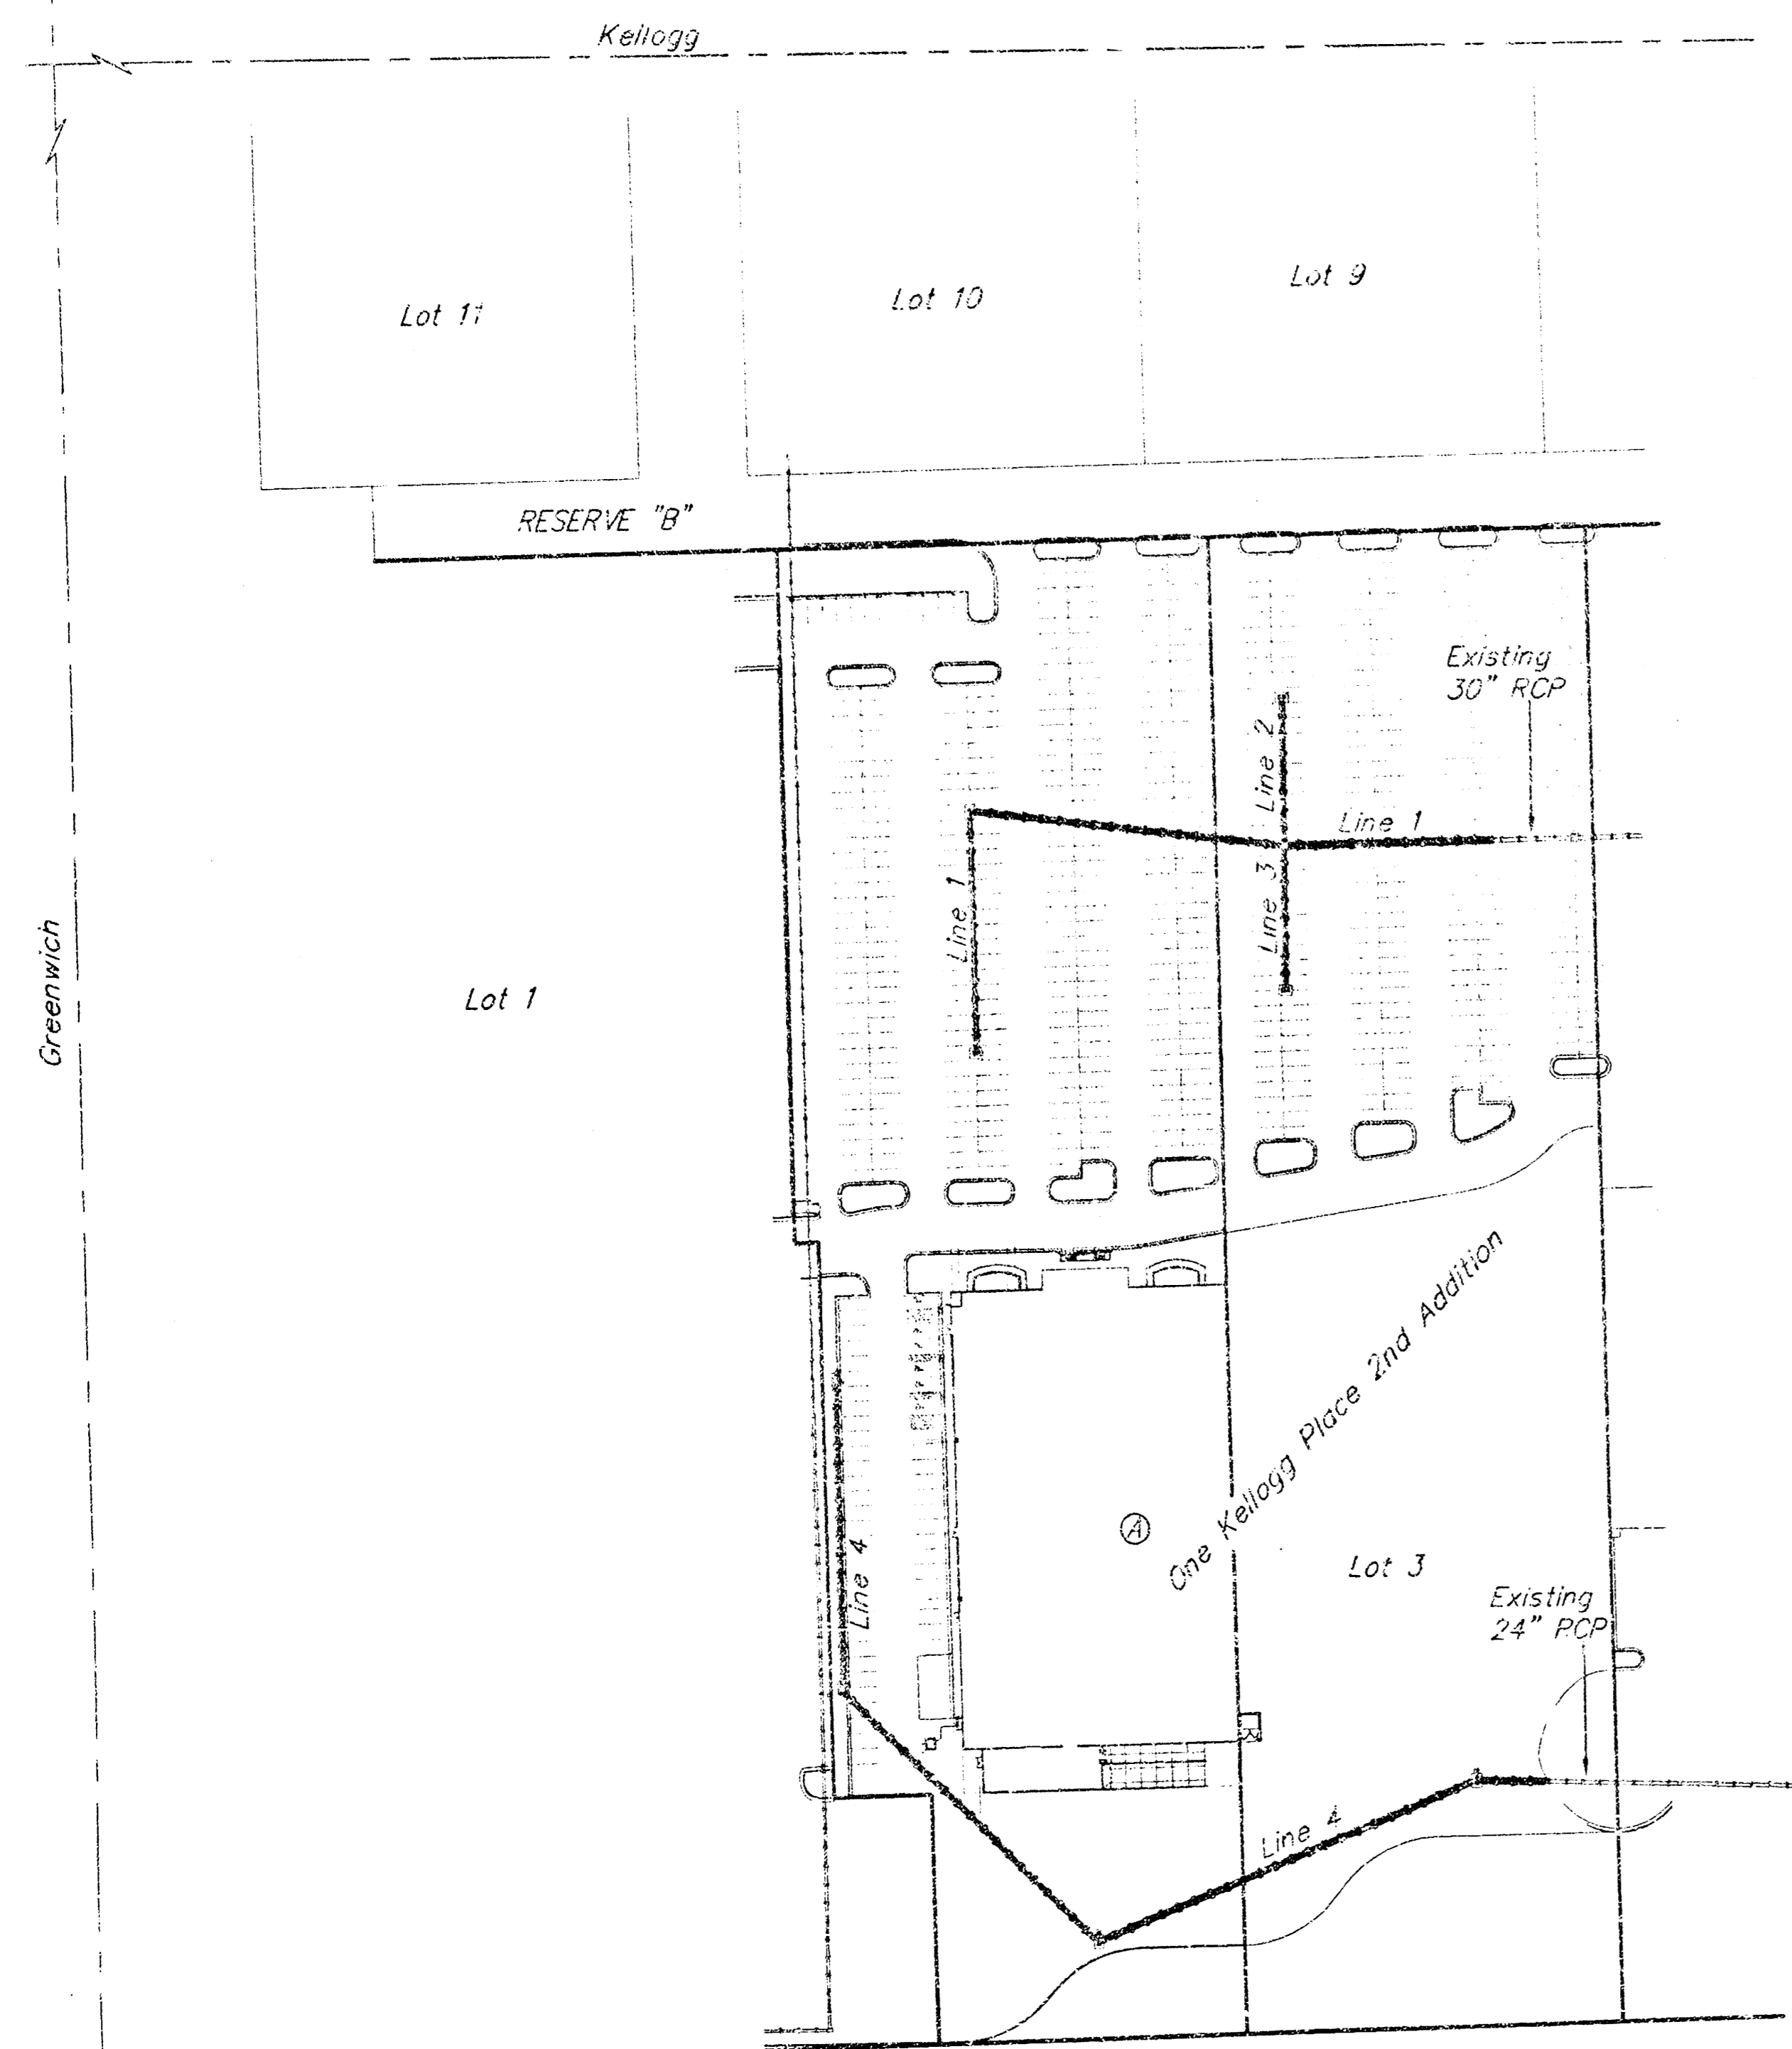 Kellogg
Lot 11
Lot 10
Lot 9
RESERVE "B"
Existing
30" RCP
Line 2
Line 1
Line 1
Line 3
Greenwich
Lot 1
One Kellogg Place 2nd Addition
A
Line 4
Lot 3
Existing
24" RCP
Line 4